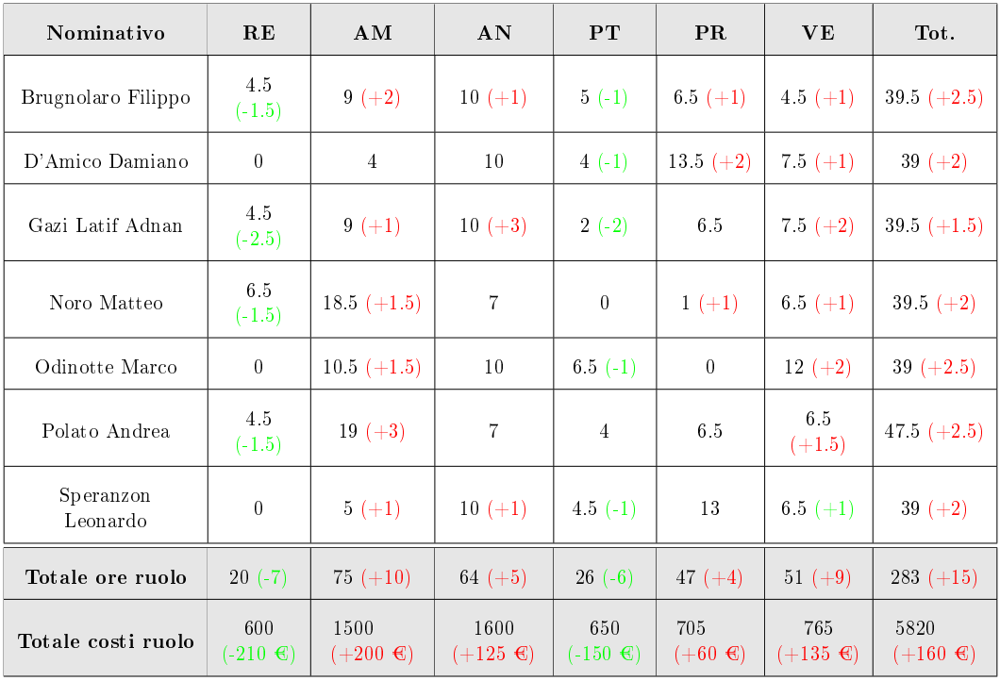 Nominativo RE AM AN PT PR VE Tot.
Brugnolaro Filippo 4.5 (-1.5) 9 (+2) 10 (+1) 5 (-1) 6.5 (+1) 4.5 (+1) 39.5 (+2.5)
D'Amico Damiano 0 4 10 4 (-1) 13.5 (+2) 7.5 (+1) 39 (+2)
Gazi Latif Adnan 4.5 (-2.5) 9 (+1) 10 (+3) 2 (-2) 6.5 7.5 (+2) 39.5 (+1.5)
Noro Matteo 6.5 (-1.5) 18.5 (+1.5) 7 0 1 (+1) 6.5 (+1) 39.5 (+2)
Odinotte Marco 0 10.5 (+1.5) 10 6.5 (-1) 0 12 (+2) 39 (+2.5)
Polato Andrea 4.5 (-1.5) 19 (+3) 7 4 6.5 6.5 (+1.5) 47.5 (+2.5)
Speranzon Leonardo 0 5 (+1) 10 (+1) 4.5 (-1) 13 6.5 (+1) 39 (+2)
Totale ore ruolo 20 (-7) 75 (+10) 64 (+5) 26 (-6) 47 (+4) 51 (+9) 283 (+15)
Totale costi ruolo 600 (-210 €) 1500 (+200 €) 1600 (+125 €) 650 (-150 €) 705 (+60 €) 765 (+135 €) 5820 (+160 €)